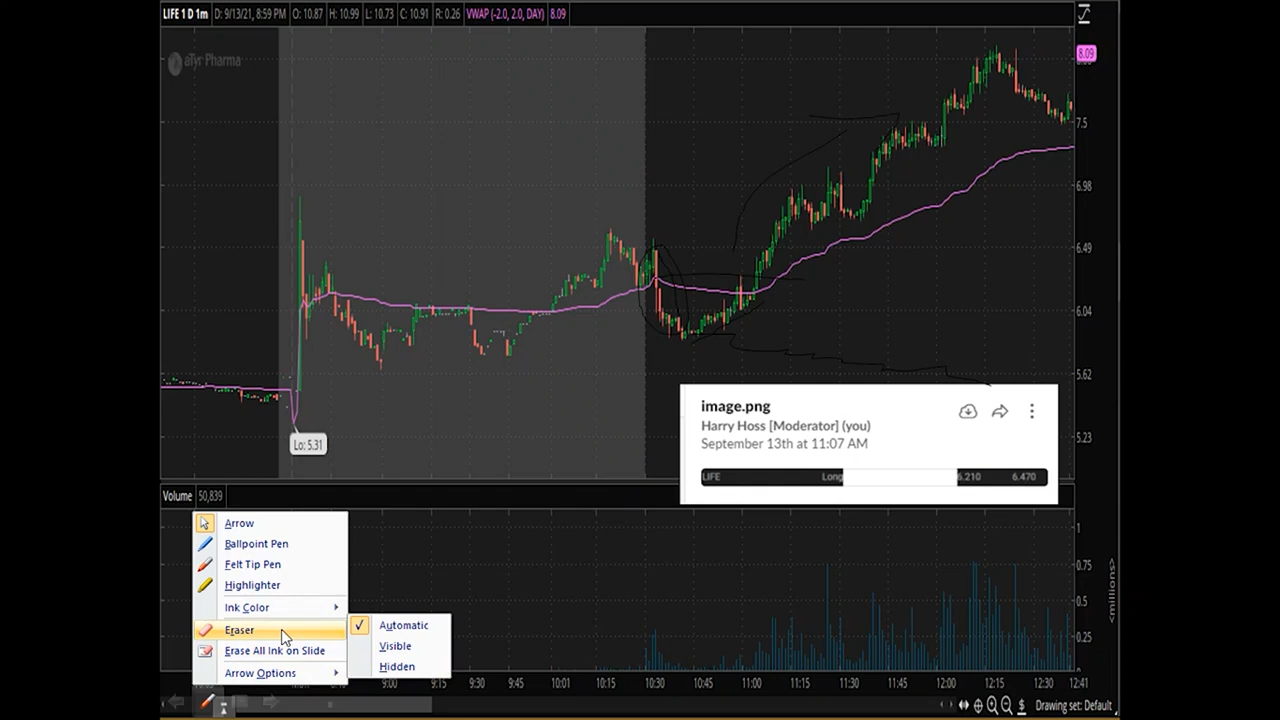 LIFE 1 D 1m D: 9/13/21, 8:59 PM O: 10.87 H: 10.99 L: 10.73 C: 10.91 R: 0.26 VWAP (-2.0, 2.0, DAY) 8.09
8.09
aTyr Pharma
7.5
6.98
6.49
6.04
5.62
5.23
Lo: 5.31
image.png
Harry Hoss [Moderator] (you)
September 13th at 11:07 AM
LIFE Long 6.210 6.470
Volume 50,839
1
0.75
0.5
0.25
<millions>
Arrow
Ballpoint Pen
Felt Tip Pen
Highlighter
Ink Color
Eraser
Erase All Ink on Slide
Arrow Options
Automatic
Visible
Hidden
9:00 9:15 9:30 9:45 10:01 10:15 10:30 10:45 11:00 11:15 11:30 11:45 12:00 12:15 12:30 12:41
Drawing set: Default